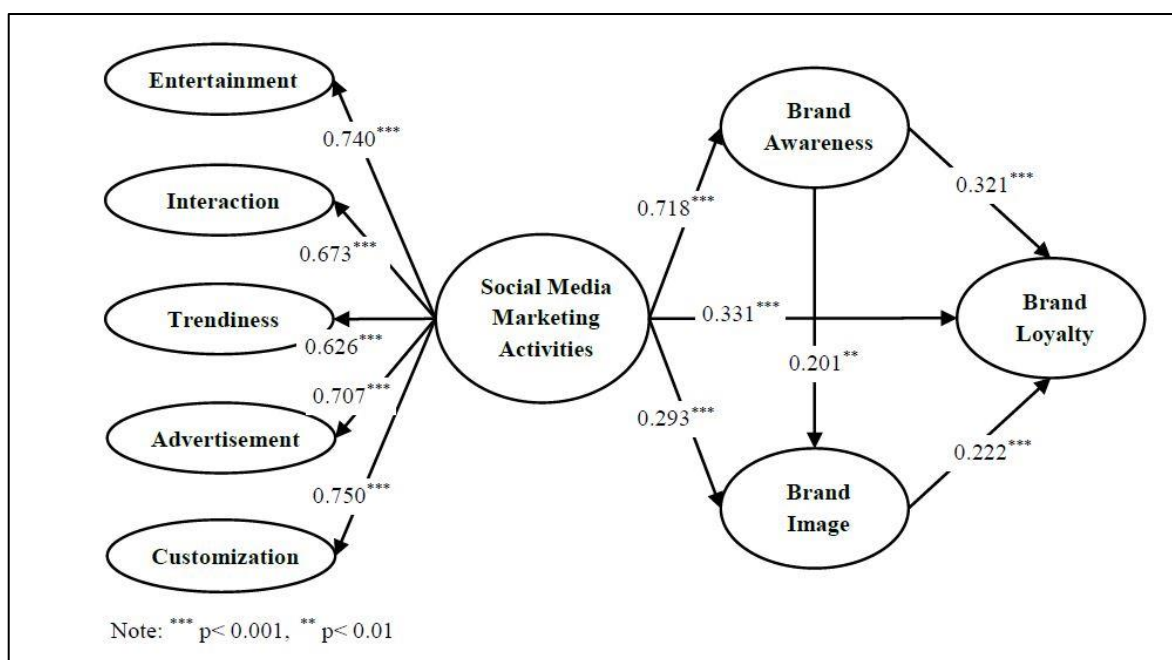 Entertainment
0.740***
Interaction
0.673***
Trendiness
0.626***
0.707***
Advertisement
0.750***
Customization
Social Media
Marketing
Activities
Brand
Awareness
0.718***
0.321***
0.331***
0.201**
0.293***
0.222***
Brand
Loyalty
Brand
Image
Note: *** p< 0.001, ** p< 0.01